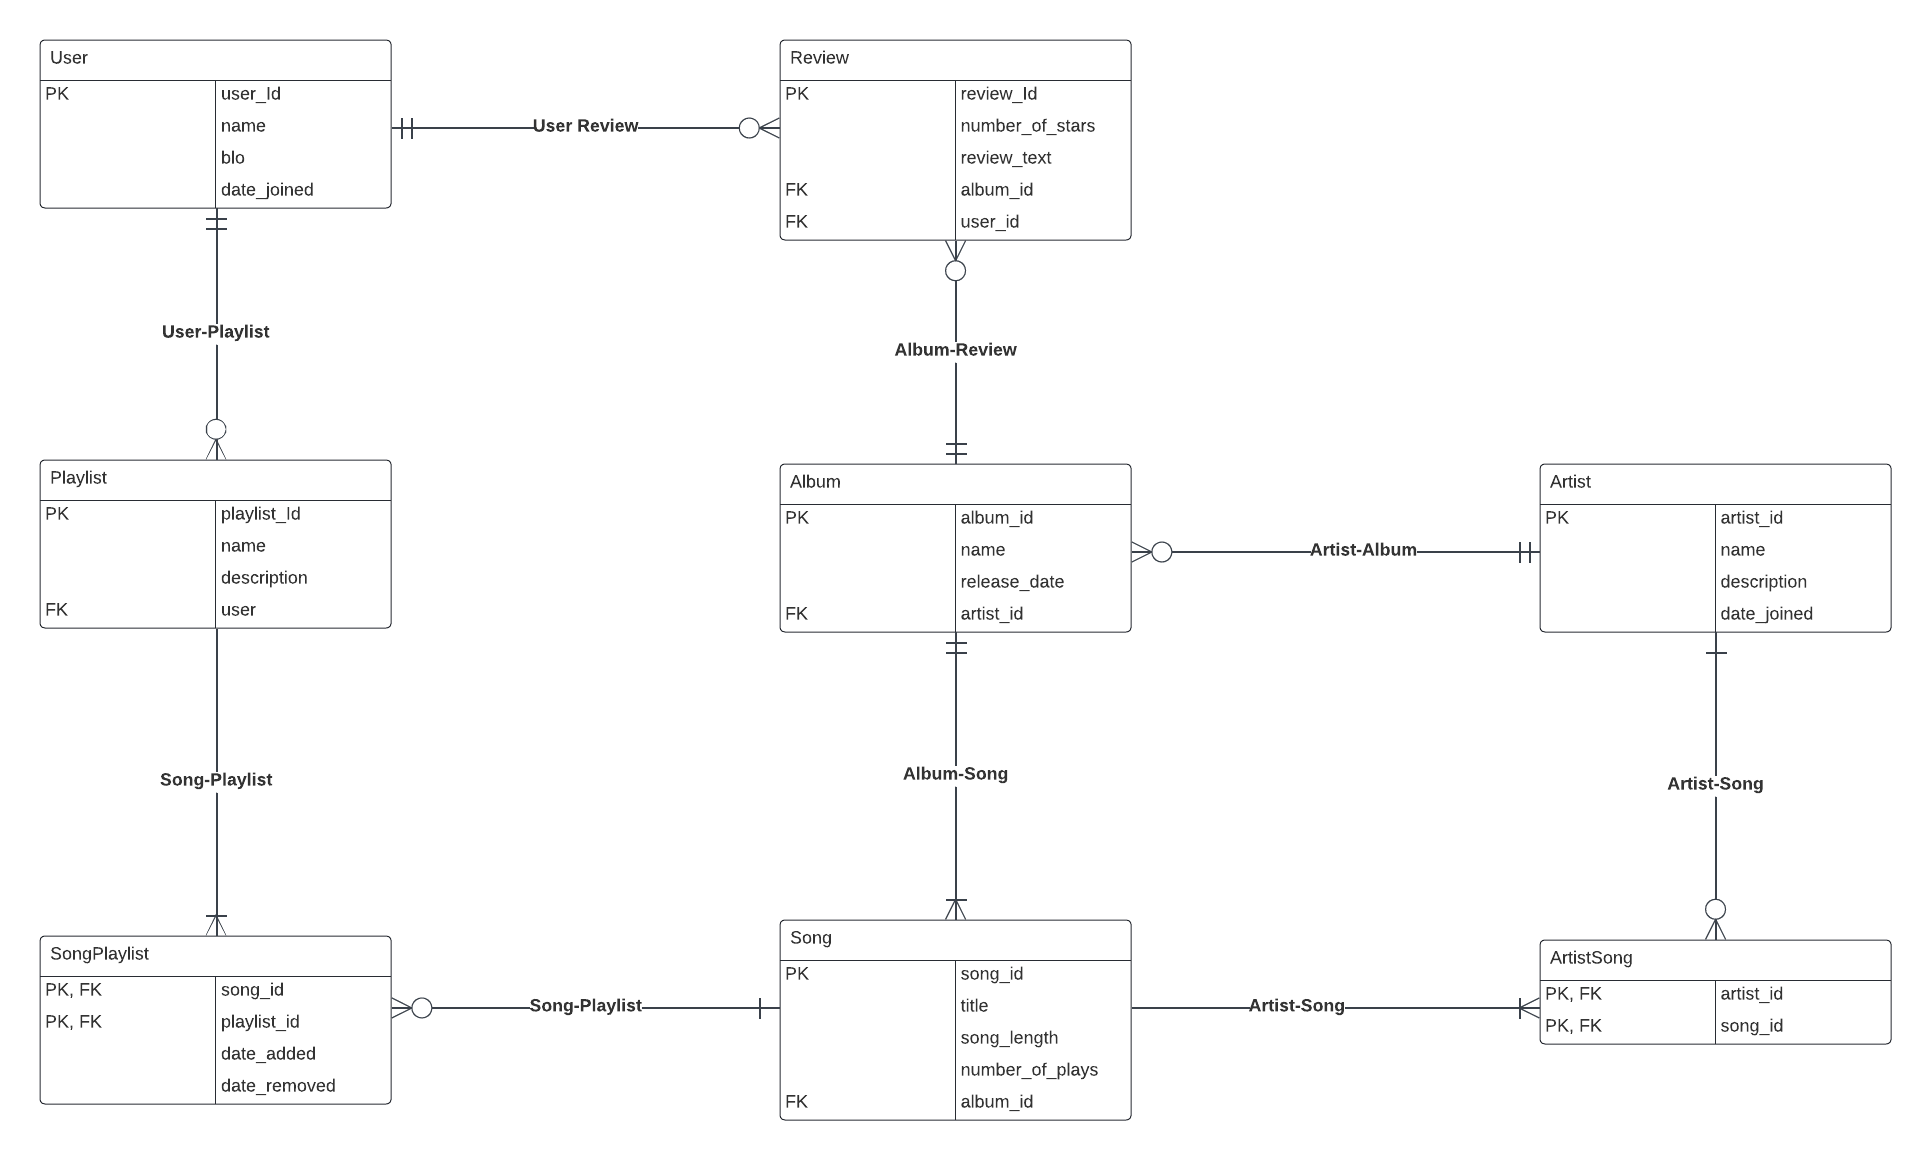 User
PK user_Id
name
blo
date_joined
User Review
Review
PK review_Id
number_of_stars
review_text
FK album_id
FK user_id
User-Playlist
Album-Review
Playlist
PK playlist_Id
name
description
FK user
Album
PK album_id
name
release_date
FK artist_id
Artist-Album
Artist
PK artist_id
name
description
date_joined
Song-Playlist
Album-Song
Artist-Song
SongPlaylist
PK, FK song_id
PK, FK playlist_id
date_added
date_removed
Song-Playlist
Song
PK song_id
title
song_length
number_of_plays
FK album_id
Artist-Song
ArtistSong
PK, FK artist_id
PK, FK song_id